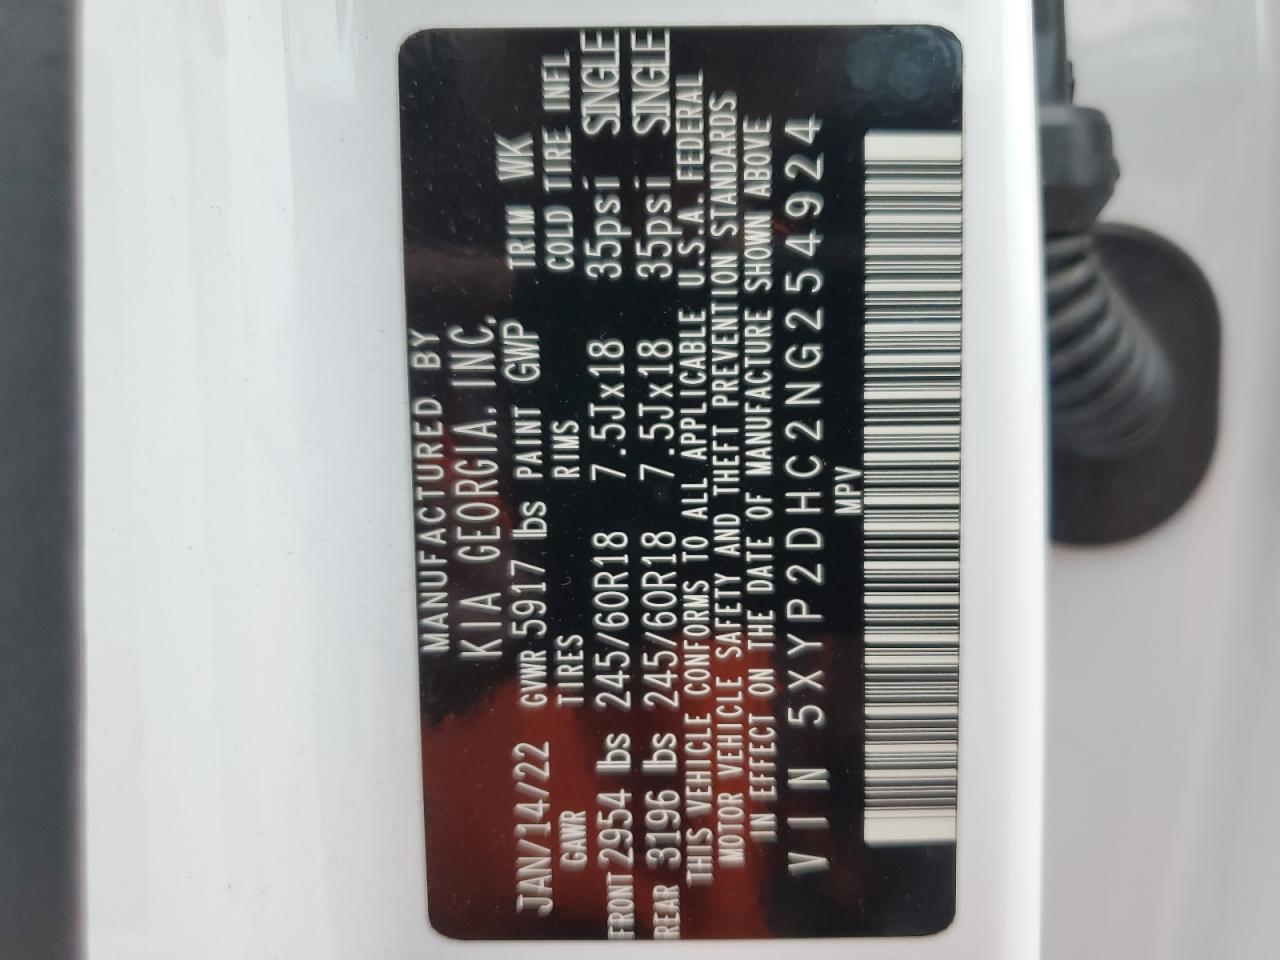 MANUFACTURED BY
KIA GEORGIA, INC.
JAN/14/22 GVWR 5917 lbs PAINT GWP TRIM WK
GAWR TIRES RIMS COLD TIRE INFL
FRONT 2954 lbs 245/60R18 7.5Jx18 35psi SINGLE
REAR 3196 lbs 245/60R18 7.5Jx18 35psi SINGLE
THIS VEHICLE CONFORMS TO ALL APPLICABLE U.S.A. FEDERAL
MOTOR VEHICLE SAFETY AND THEFT PREVENTION STANDARDS
IN EFFECT ON THE DATE OF MANUFACTURE SHOWN ABOVE
VIN 5XYP2DHC2NG254924
MPV